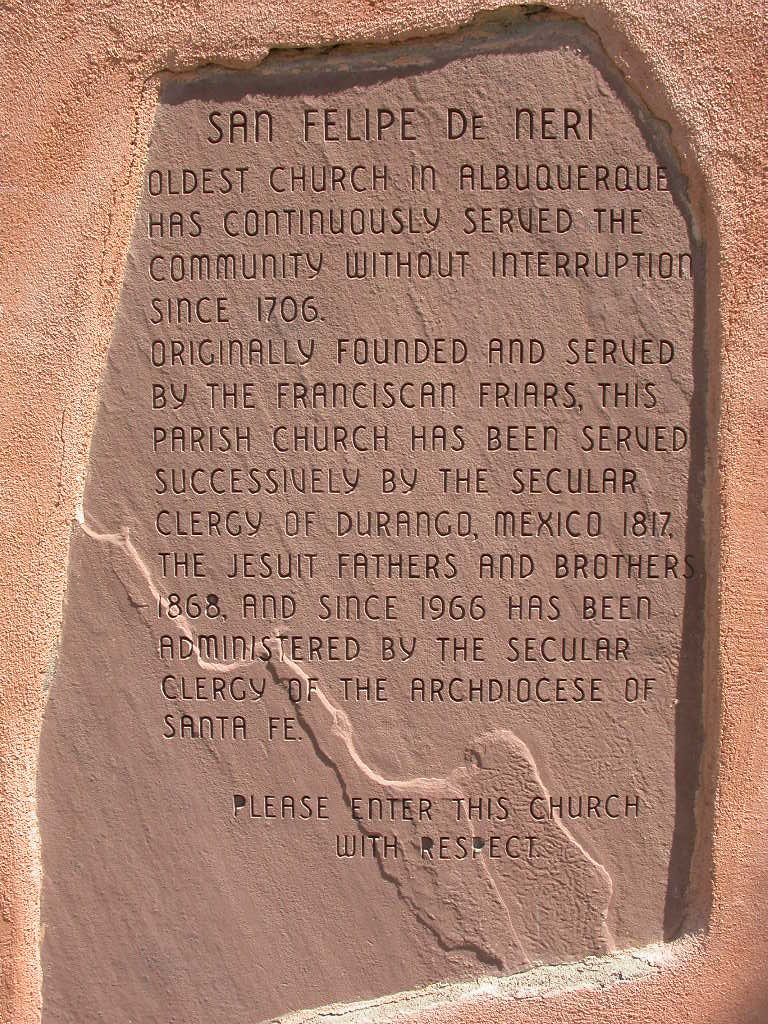 SAN FELIPE DE NERI
OLDEST CHURCH IN ALBUQUERQUE
HAS CONTINUOUSLY SERVED THE
COMMUNITY WITHOUT INTERRUPTION
SINCE 1706.
ORIGINALLY FOUNDED AND SERVED
BY THE FRANCISCAN FRIARS, THIS
PARISH CHURCH HAS BEEN SERVED
SUCCESSIVELY BY THE SECULAR
CLERGY OF DURANGO, MEXICO 1817,
THE JESUIT FATHERS AND BROTHERS
1868, AND SINCE 1966 HAS BEEN
ADMINISTERED BY THE SECULAR
CLERGY OF THE ARCHDIOCESE OF
SANTA FE.
PLEASE ENTER THIS CHURCH
WITH RESPECT.